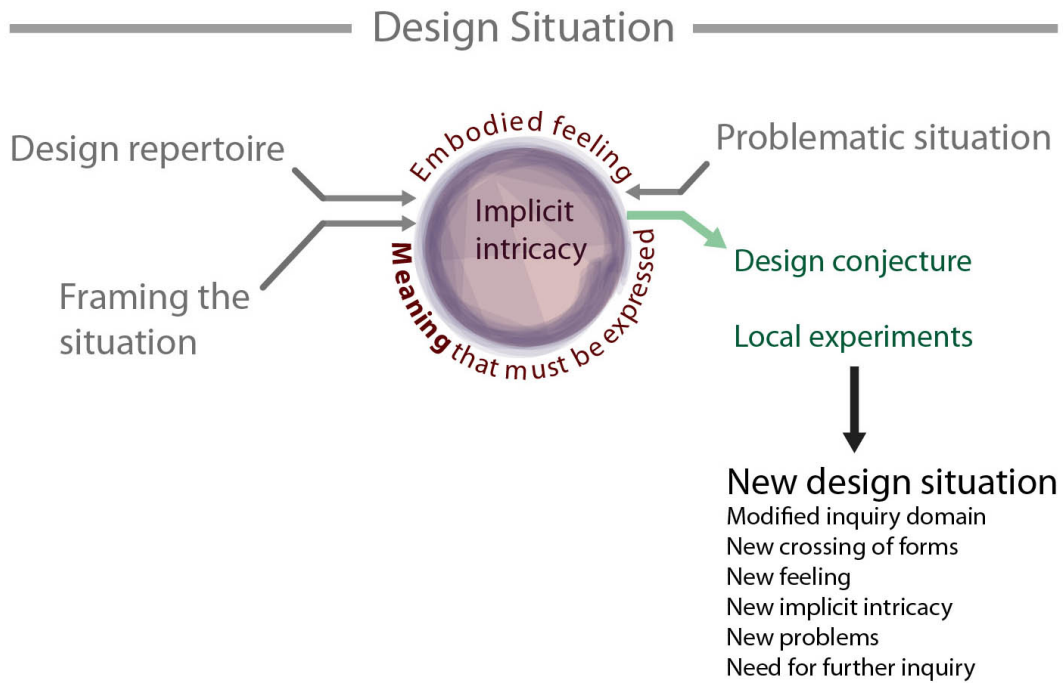 Design Situation
Design repertoire
Framing the
situation
Embodied feeling
Implicit
intricacy
Meaning that must be expressed
Problematic situation
Design conjecture
Local experiments
New design situation
Modified inquiry domain
New crossing of forms
New feeling
New implicit intricacy
New problems
Need for further inquiry